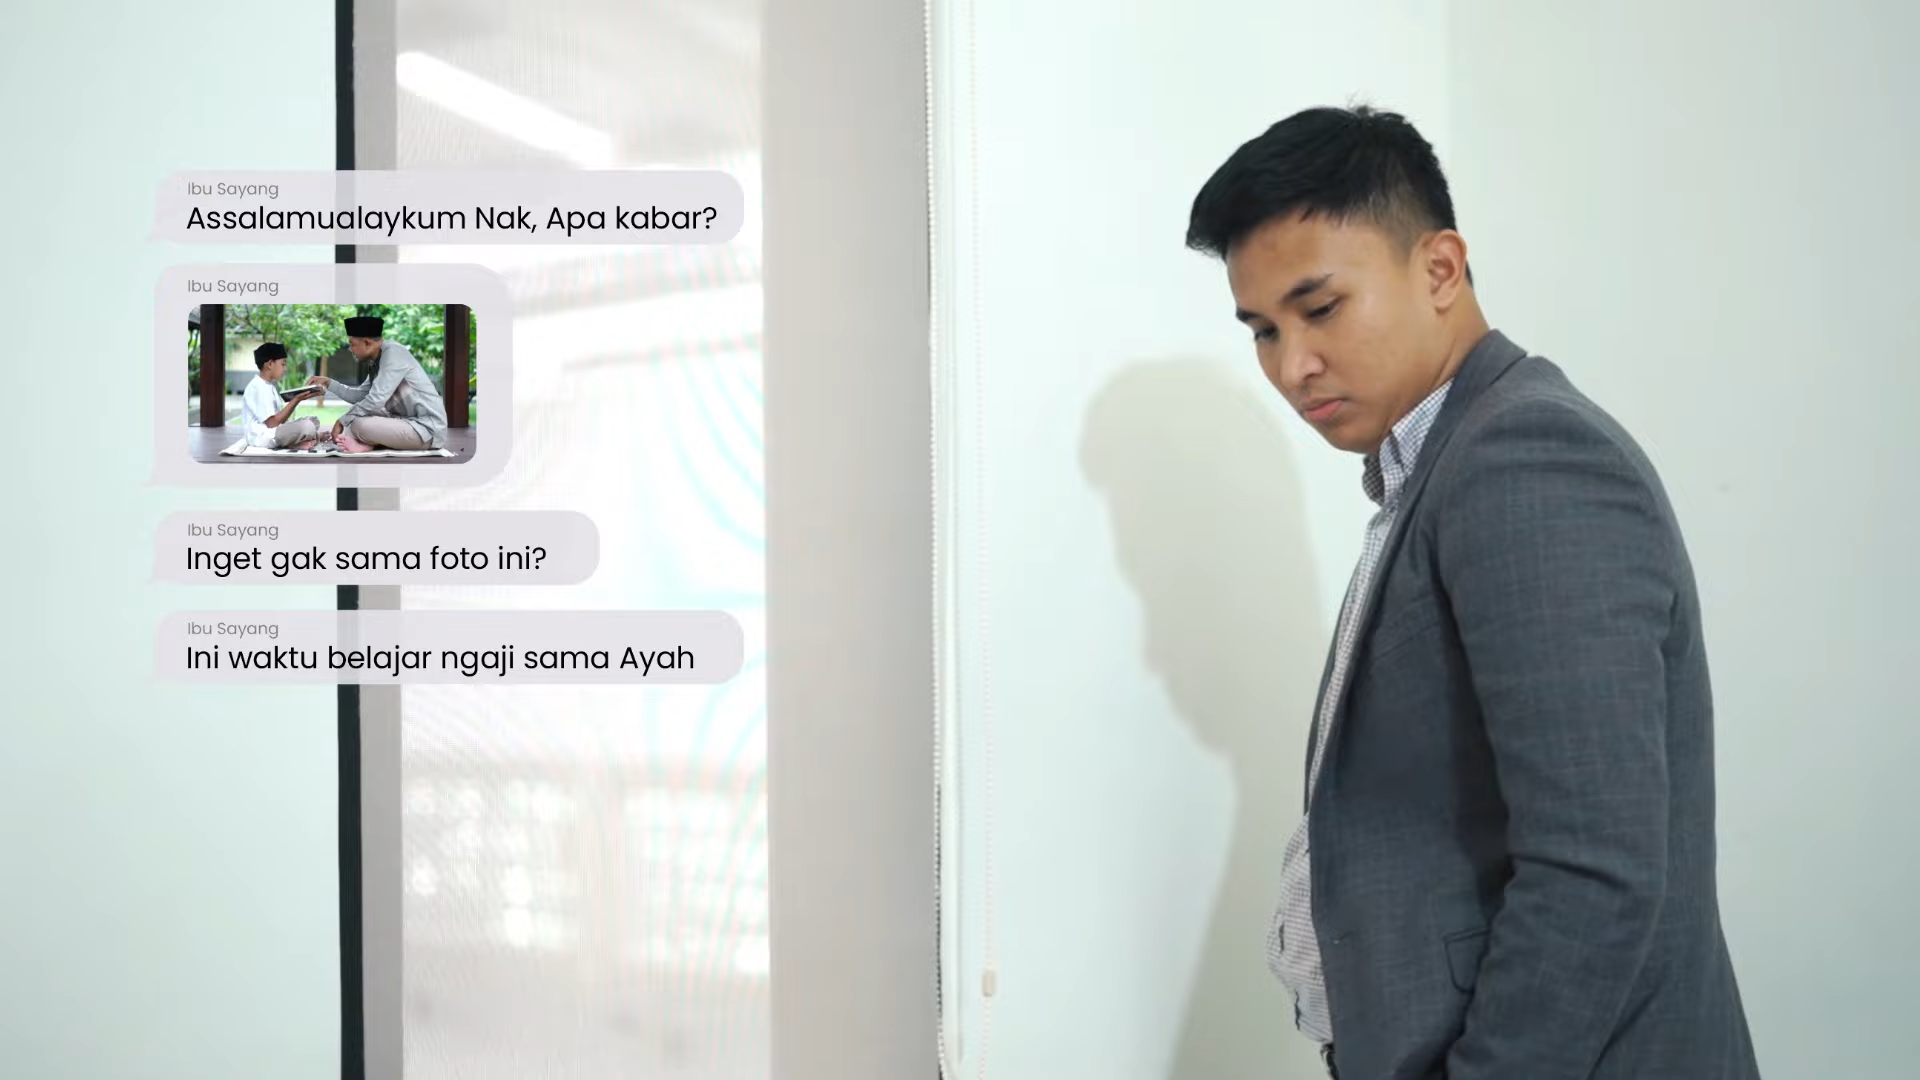 Ibu Sayang
Assalamualaykum Nak, Apa kabar?
Ibu Sayang
Ibu Sayang
Inget gak sama foto ini?
Ibu Sayang
Ini waktu belajar ngaji sama Ayah